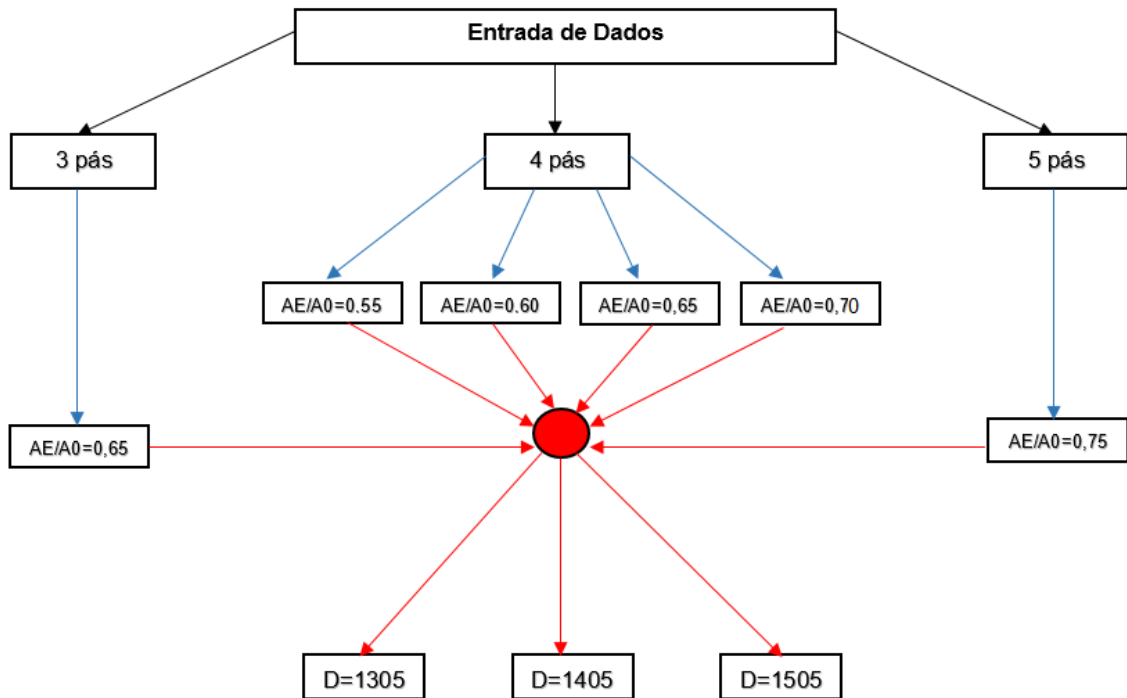 Entrada de Dados
3 pás
4 pás
5 pás
AE/A0=0.55
AE/A0=0.60
AE/A0=0,65
AE/A0=0,70
AE/A0=0,65
AE/A0=0,75
D=1305
D=1405
D=1505